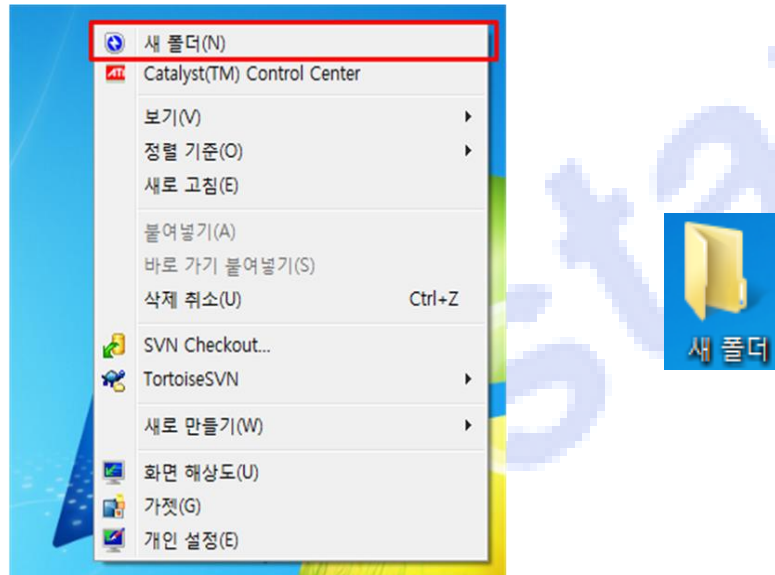 새 폴더(N)
ATI
Catalyst(TM) Control Center
보기(V)
정렬 기준(O)
새로 고침(E)
붙여넣기(A)
바로 가기 붙여넣기(S)
삭제 취소(U) Ctrl+Z
SVN Checkout...
TortoiseSVN
새로 만들기(W)
화면 해상도(U)
가젯(G)
개인 설정(E)
새 폴더